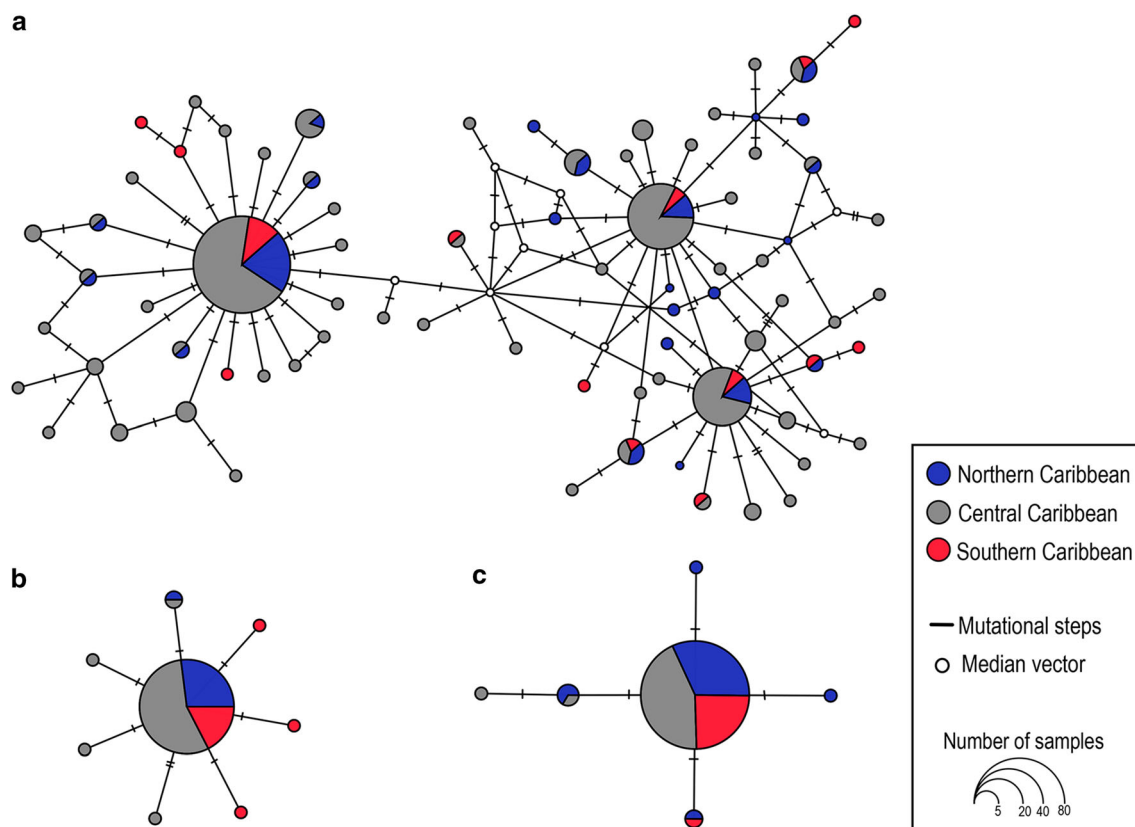 a
b
c
Northern Caribbean
Central Caribbean
Southern Caribbean
Mutational steps
Median vector
Number of samples
5 20 40 80